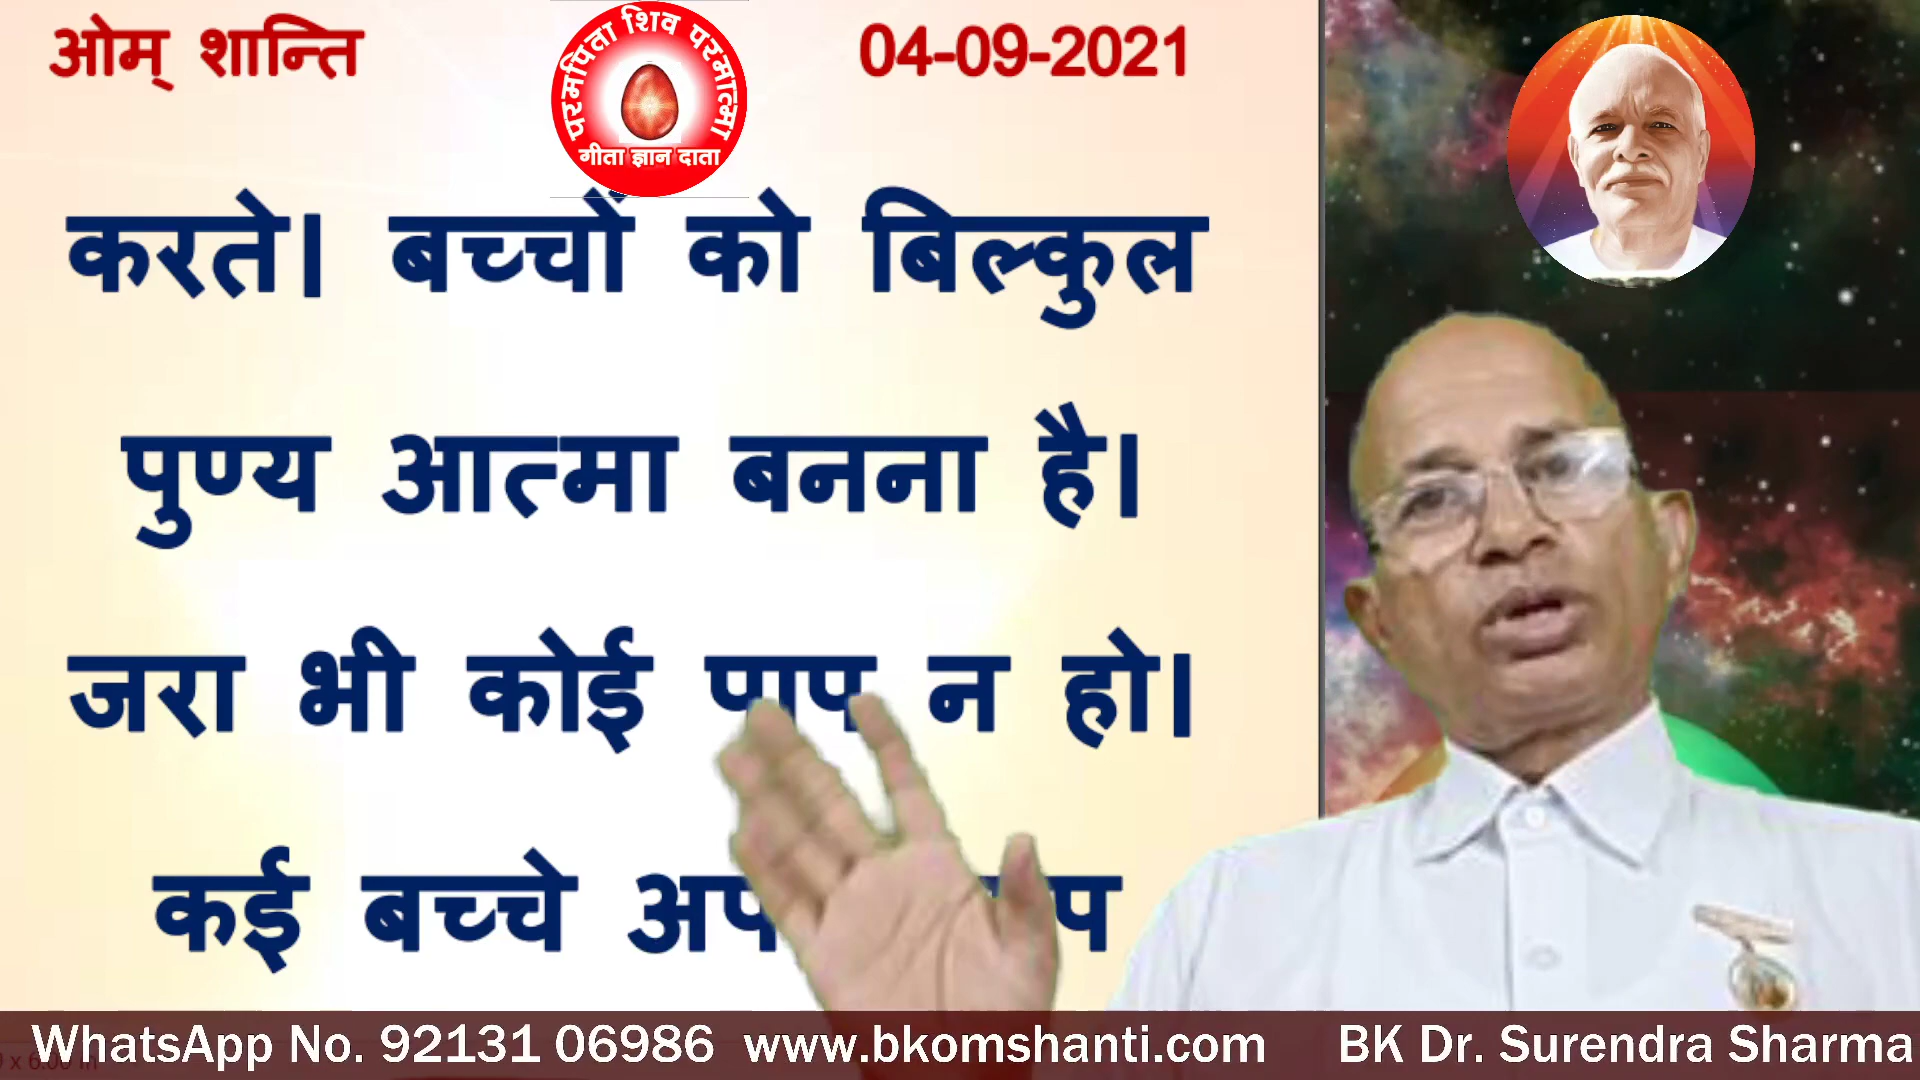 ओम् शान्ति
परमपिता शिव परमात्मा
गीता ज्ञान दाता
04-09-2021
करते। बच्चों को बिल्कुल
पुण्य आत्मा बनना है।
जरा भी कोई पाप न हो।
कई बच्चे
WhatsApp No. 92131 06986 www.bkomshanti.com BK Dr. Surendra Sharma